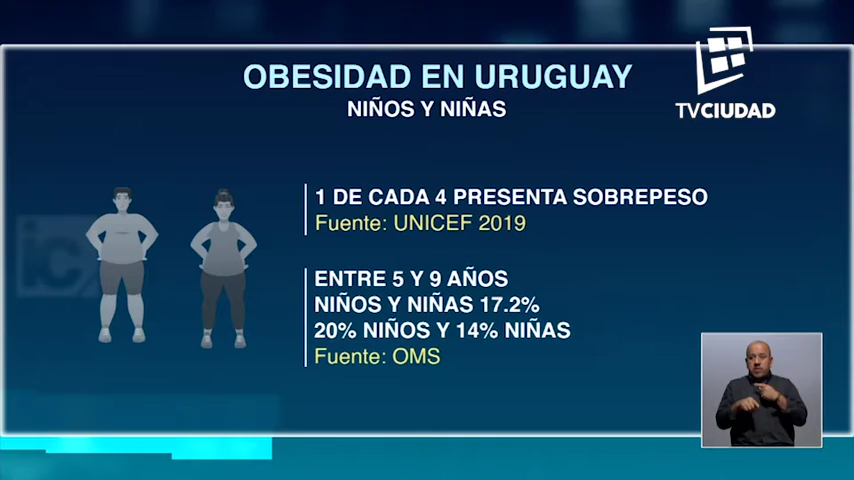 OBESIDAD EN URUGUAY
NIÑOS Y NIÑAS
TVCIUDAD
1 DE CADA 4 PRESENTA SOBREPESO
Fuente: UNICEF 2019
ic
ENTRE 5 Y 9 AÑOS
NIÑOS Y NIÑAS 17.2%
20% NIÑOS Y 14% NIÑAS
Fuente: OMS